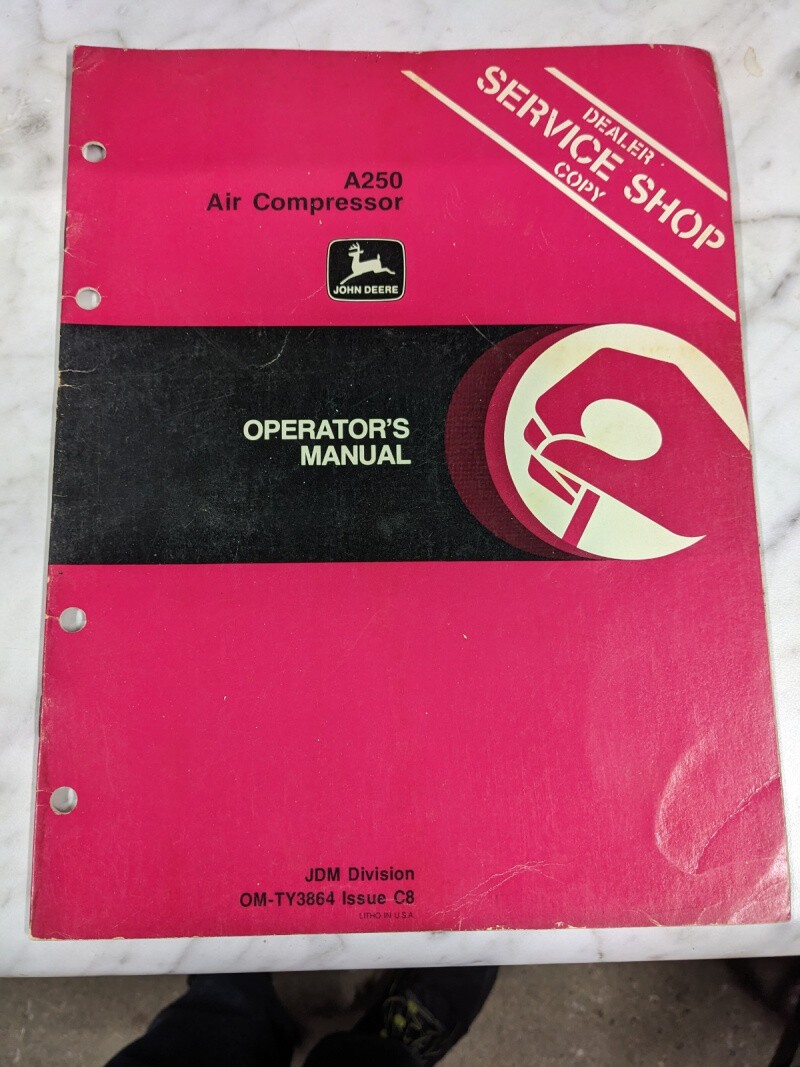 DEALER
SERVICE SHOP
COPY
A250
Air Compressor
JOHN DEERE
OPERATOR'S
MANUAL
JDM Division
OM-TY3864 Issue C8
LITHO IN U.S.A.